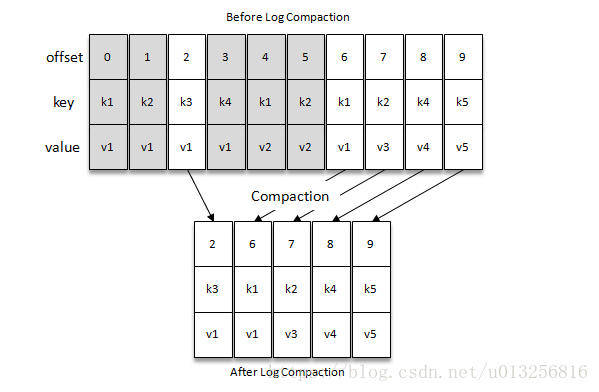 Before Log Compaction
offset 0 1 2 3 4 5 6 7 8 9
key k1 k2 k3 k4 k1 k2 k1 k2 k4 k5
value v1 v1 v1 v1 v2 v2 v1 v3 v4 v5
Compaction
2 6 7 8 9
k3 k1 k2 k4 k5
v1 v1 v3 v4 v5
After Log Compaction
https://blog.csdn.net/u013256816